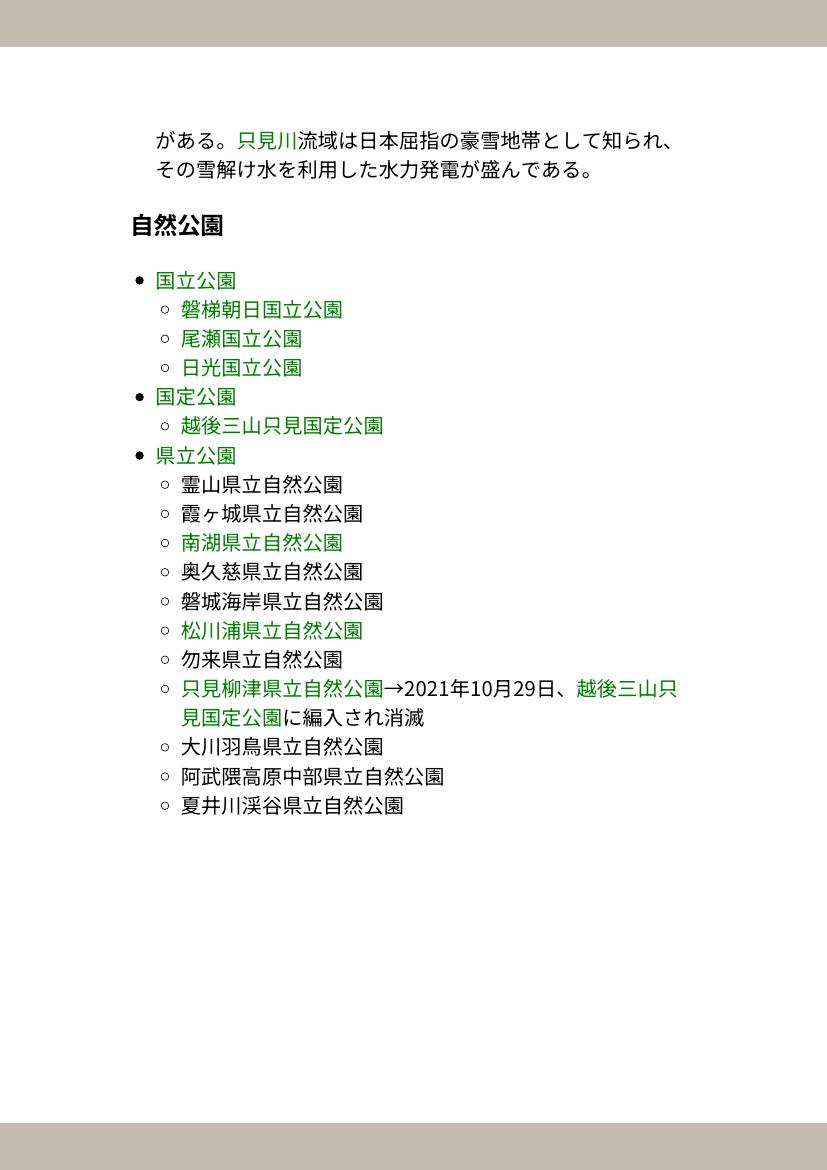 がある。只見川流域は日本屈指の豪雪地帯として知られ、
その雪解け水を利用した水力発電が盛んである。
自然公園
国立公園
磐梯朝日国立公園
尾瀬国立公園
日光国立公園
国定公園
越後三山只見国定公園
県立公園
霊山県立自然公園
霞ヶ城県立自然公園
南湖県立自然公園
奥久慈県立自然公園
磐城海岸県立自然公園
松川浦県立自然公園
勿来県立自然公園
只見柳津県立自然公園→2021年10月29日、越後三山只
見国定公園に編入され消滅
大川羽鳥県立自然公園
阿武隈高原中部県立自然公園
夏井川渓谷県立自然公園